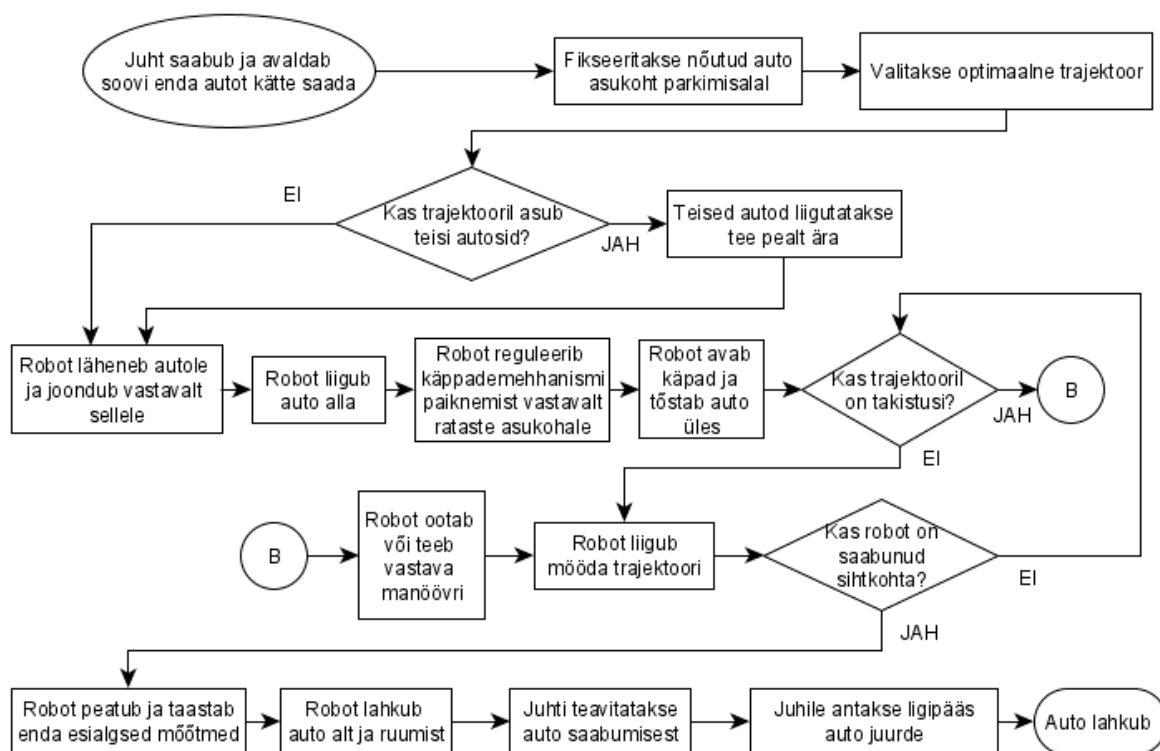 Juht saabub ja avaldab
soovi enda autot kätte saada
Fikseeritakse nõutud auto
asukoht parkimisalal
Valitakse optimaalne trajektoor
Kas trajektooril asub
teisi autosid?
EI
JAH
Teised autod liigutatakse
tee pealt ära
Robot läheneb autole
ja joondub vastavalt
sellele
Robot liigub
auto alla
Robot reguleerib
käppademehhanismi
paiknemist vastavalt
rataste asukohale
Robot avab
käpad ja
tõstab auto
üles
Kas trajektooril
on takistusi?
JAH
B
EI
B
Robot ootab
või teeb
vastava
manöövri
Robot liigub
mööda trajektoori
Kas robot on
saabunud
sihtkohta?
EI
JAH
Robot peatub ja taastab
enda esialgsed mõõtmed
Robot lahkub
auto alt ja ruumist
Juhti teavitatakse
auto saabumisest
Juhile antakse ligipääs
auto juurde
Auto lahkub